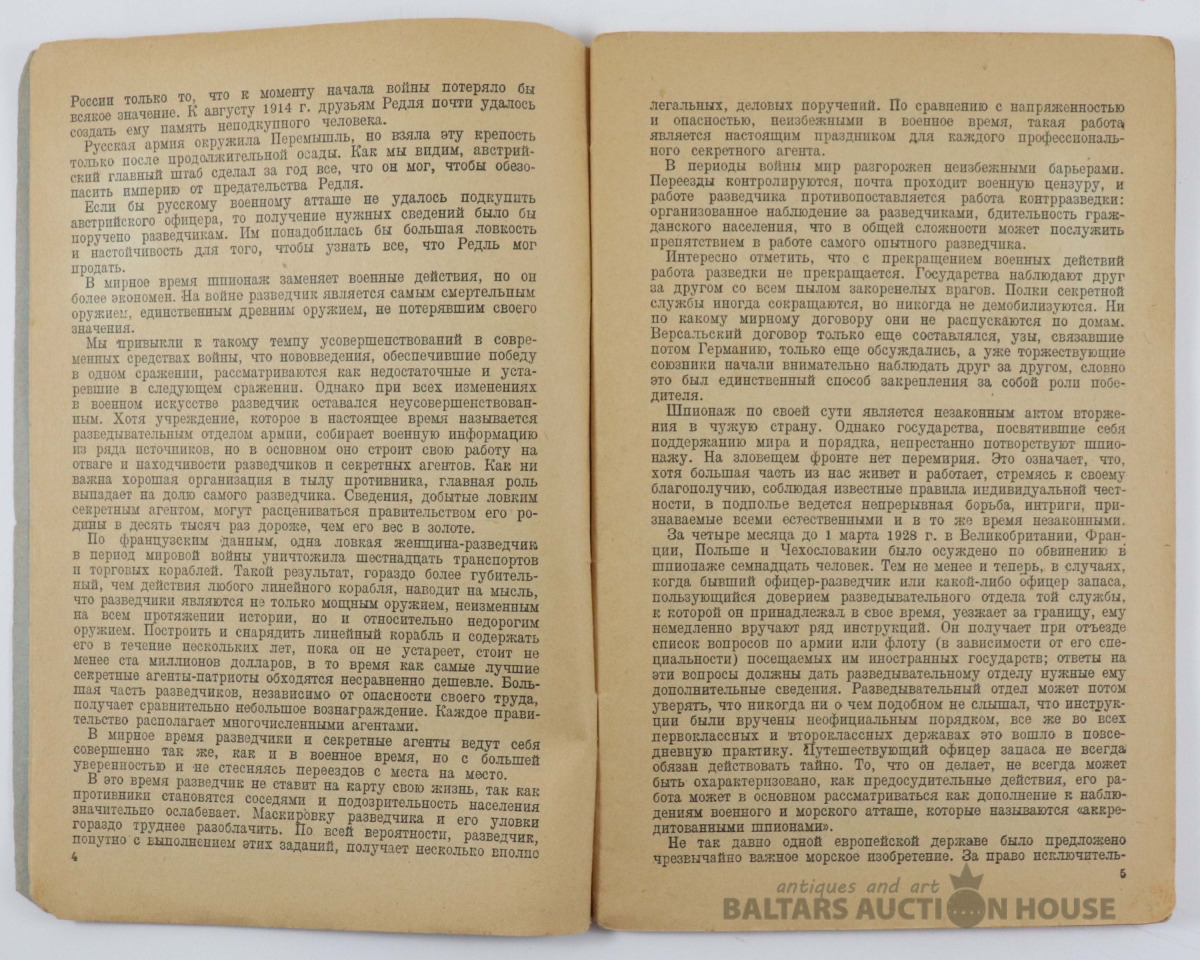 России только то, что к моменту начала войны потеряло бы
всякое значение. К августу 1914 г. друзьям Редля почти удалось
создать ему память неподкупного человека.
Русская армия окружила Перемышль, но взяла эту крепость
только после продолжительной осады. Как мы видим, австрий-
ский главный штаб сделал за год все, что он мог, чтобы обезо-
пасить империю от предательства Редля.
Если бы русскому военному атташе не удалось подкупить
австрийского офицера, то получение нужных сведений было бы
поручено разведчикам. Им понадобилась бы большая ловкость
и настойчивость для того, чтобы узнать все, что Редль мог
продать.
В мирное время шпионаж заменяет военные действия, но он
более экономен. На войне разведчик является самым смертельным
оружием, единственным древним оружием, не потерявшим своего
значения.
Мы привыкли к такому темпу усовершенствований в совре-
менных средствах войны, что нововведения, обеспечившие победу
в одном сражении, рассматриваются как недостаточные и уста-
ревшие в следующем сражении. Однако при всех изменениях
в военном искусстве разведчик оставался неусовершенствован-
ным. Хотя учреждение, которое в настоящее время называется
разведывательным отделом армии, собирает военную информацию
из ряда источников, но в основном оно строит свою работу на
отваге и находчивости разведчиков и секретных агентов. Как ни
важна хорошая организация в тылу противника, главная роль
выпадает на долю самого разведчика. Сведения, добытые ловким
секретным агентом, могут расцениваться правительством его ро-
дины в десять тысяч раз дороже, чем его вес в золоте.
По французским данным, одна ловкая женщина-разведчик
в период мировой войны уничтожила шестнадцать транспортов
и торговых кораблей. Такой результат, гораздо более губитель-
ный, чем действия любого линейного корабля, наводит на мысль,
что разведчики являются не только мощным оружием, неизменным
на всем протяжении истории, но и относительно недорогим
оружием. Построить и снарядить линейный корабль и содержать
его в течение нескольких лет, пока он не устареет, стоит не
менее ста миллионов долларов, в то время как самые лучшие
секретные агенты-патриоты обходятся несравненно дешевле. Боль-
шая часть разведчиков, независимо от опасности своего труда,
получает сравнительно небольшое вознаграждение. Каждое прави-
тельство располагает многочисленными агентами.
В мирное время разведчики и секретные агенты ведут себя
совершенно так же, как и в военное время, но с большей
уверенностью и не стесняясь переездов с места на место.
В это время разведчик не ставит на карту свою жизнь, так как
противники становятся соседями и подозрительность населения
значительно ослабевает. Маскировку разведчика и его уловки
гораздо труднее разоблачить. По всей вероятности, разведчик,
попутно с выполнением этих заданий, получает несколько вполне
4
легальных, деловых поручений. По сравнению с напряженностью
и опасностью, неизбежными в военное время, такая работа
является настоящим праздником для каждого профессиональ-
ного секретного агента.
В периоды войны мир разгорожен неизбежными барьерами.
Переезды контролируются, почта проходит военную цензуру, и
работе разведчика противопоставляется работа контрразведки:
организованное наблюдение за разведчиками, бдительность граж-
данского населения, что в общей сложности может послужить
препятствием в работе самого опытного разведчика.
Интересно отметить, что с прекращением военных действий
работа разведки не прекращается. Государства наблюдают друг
за другом со всем пылом закоренелых врагов. Полки секретной
службы иногда сокращаются, но никогда не демобилизуются. Ни
по какому мирному договору они не распускаются по домам.
Версальский договор только еще составлялся, узы, связавшие
потом Германию, только еще обсуждались, а уже торжествующие
союзники начали внимательно наблюдать друг за другом, словно
это был единственный способ закрепления за собой роли побе-
дителя.
Шпионаж по своей сути является незаконным актом вторже-
ния в чужую страну. Однако государства, посвятившие себя
поддержанию мира и порядка, непрестанно потворствуют шпио-
нажу. На зловещем фронте нет перемирия. Это означает, что,
хотя большая часть из нас живет и работает, стремясь к своему
благополучию, соблюдая известные правила индивидуальной чест-
ности, в подполье ведется непрерывная борьба, интриги, при-
знаваемые всеми естественными и в то же время незаконными.
За четыре месяца до 1 марта 1928 г. в Великобритании, Фран-
ции, Польше и Чехословакии было осуждено по обвинению в
шпионаже семнадцать человек. Тем не менее и теперь, в случаях,
когда бывший офицер-разведчик или какой-либо офицер запаса,
пользующийся доверием разведывательного отдела той службы,
к которой он принадлежал в свое время, уезжает за границу, ему
немедленно вручают ряд инструкций. Он получает при отъезде
список вопросов по армии или флоту (в зависимости от его спе-
циальности) посещаемых им иностранных государств; ответы на
эти вопросы должны дать разведывательному отделу нужные ему
дополнительные сведения. Разведывательный отдел может потом
уверять, что никогда ни о чем подобном не слышал, что инструк-
ции были вручены неофициальным порядком, все же во всех
первоклассных и второклассных державах это вошло в повсе-
дневную практику. Путешествующий офицер запаса не всегда
обязан действовать тайно. То, что он делает, не всегда может
быть охарактеризовано, как предосудительные действия, его ра-
бота может в основном рассматриваться как дополнение к наблю-
дениям военного и морского атташе, которые называются «аккре-
дитованными шпионами».
Не так давно одной европейской державе было предложено
чрезвычайно важное морское изобретение. За право исключитель-
5
antiques and art
BALTARS AUCTION HOUSE